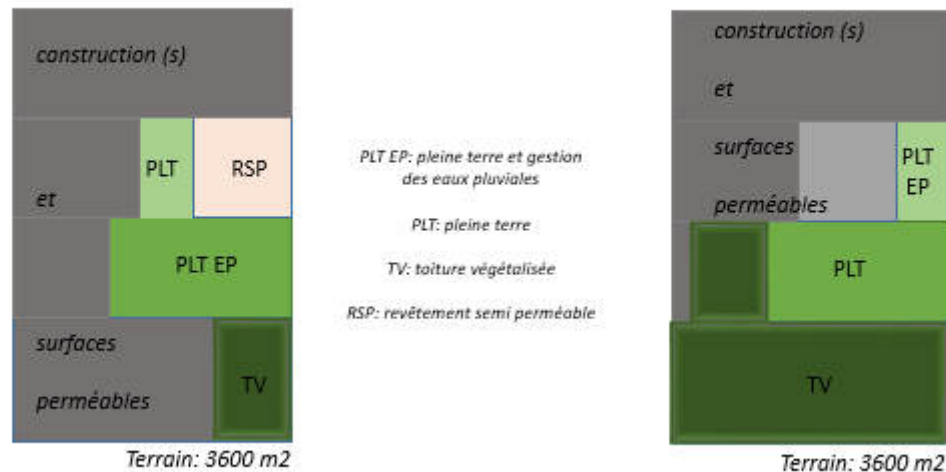 construction (s)
PLT
RSP
et
PLT EP
surfaces
TV
perméables
Terrain: 3600 m2
PLT EP: pleine terre et gestion
des eaux pluviales
PLT: pleine terre
TV: toiture végétalisée
RSP: revêtement semi perméable
construction (s)
et
surfaces
PLT
EP
perméables
PLT
TV
Terrain: 3600 m2